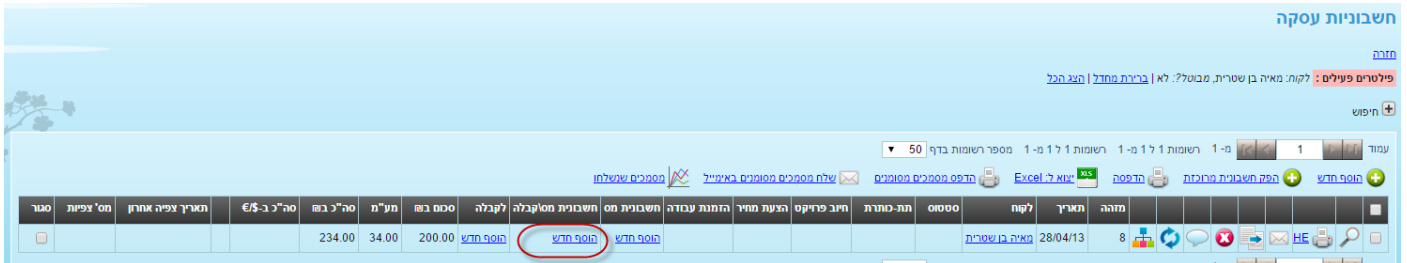 חשבוניות עסקה
חזרה
פילטרים פעילים : לקוח: מאיה בן שטרית, מבוטל?: לא | ברירת מחדל | הצג הכל
חיפוש
עמוד 1 מ- 1 רשומות 1 ל 1 מ- 1 רשומות 1 ל 1 מ- 1 מספר רשומות בדף 50
הוסף חדש הפק חשבונית מרוכזת הדפסה יצוא ל: Excel הדפס מסמכים מסומנים שלח מסמכים מסומנים באימייל מסמכים שנשלחו
מזהה תאריך לקוח סטטוס תת-כותרת חיוב פרויקט הצעת מחיר הזמנת עבודה חשבונית מס חשבונית מס\קבלה לקבלה סכום בש מע"מ סה"כ בש סה"כ ב-$/€ תאריך צפיה אחרון מס' צפיות סגור
HE 8 28/04/13 מאיה בן שטרית הוסף חדש הוסף חדש הוסף חדש 200.00 34.00 234.00